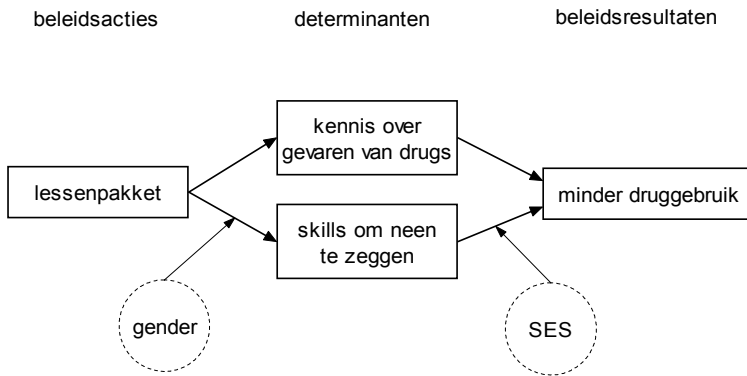 beleidsacties
determinanten
beleidsresultaten
kennis over
gevaren van drugs
lessenpakket
minder druggebruik
skills om neen
te zeggen
gender
SES